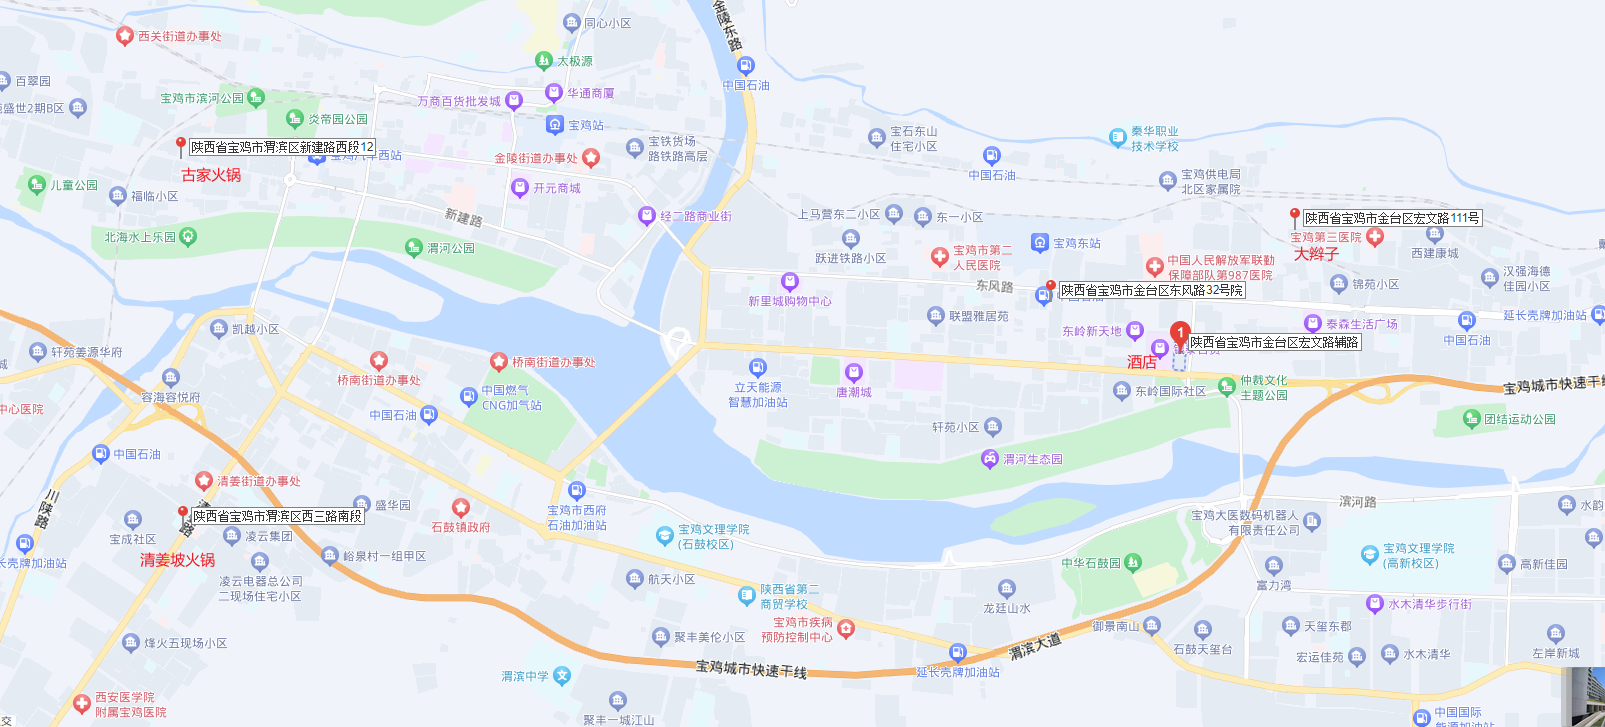 金陵东路
同心小区
西关街道办事处
太极源
中国石油
百翠园
宝鸡市滨河公园
盛世2期B区
万商百货批发城
华通商厦
炎帝园公园
宝鸡站
秦华职业
技术学校
宝石东山
住宅小区
陕西省宝鸡市渭滨区新建路西段12
宝铁货场
路铁路高层
金陵街道办事处
中国石油
古家火锅
儿童公园
福临小区
开元商城
宝鸡供电局
北区家属院
新建路
经二路商业街
上马营东二小区
东一小区
陕西省宝鸡市金台区宏文路111号
北海水上乐园
渭河公园
宝鸡第三医院
大辫子
西建康城
跃进铁路小区
宝鸡市第二
人民医院
宝鸡东站
中国人民解放军联勤
保障部队第987医院
汉强海德
佳园小区
东风路
陕西省宝鸡市金台区东风路32号院
锦苑小区
新里城购物中心
联盟雅居苑
延长壳牌加油站
凯越小区
东岭新天地
泰森生活广场
中国石油
陕西省宝鸡市金台区宏文路辅路
1
轩苑姜源华府
桥南街道办事处
桥南街道办事处
酒店
容海容悦府
中国燃气
CNG加气站
立天能源
智慧加油站
唐潮城
东岭国际社区
仲裁文化
主题公园
宝鸡城市快速干线
中心医院
中国石油
轩苑小区
团结运动公园
中国石油
渭河生态园
清姜街道办事处
川陕路
陕西省宝鸡市渭滨区西三路南段
盛华园
石鼓镇政府
宝鸡市西府
石油加油站
滨河路
水韵
宝成社区
凌云集团
宝鸡文理学院
(石鼓校区)
宝鸡大医数码机器人
有限责任公司
清姜坡火锅
峪泉村一组甲区
宝鸡文理学院
(高新校区)
长壳牌加油站
凌云电器总公司
二现场住宅小区
航天小区
中华石鼓园
富力湾
高新佳园
陕西省第二
商贸学校
龙廷山水
水木清华步行街
烽火五现场小区
聚丰美伦小区
宝鸡市疾病
预防控制中心
御景南山
石鼓天玺台
天玺东郡
渭滨大道
宏运佳苑
水木清华
左岸新城
宝鸡城市快速干线
延长壳牌加油站
渭滨中学
西安医学院
附属宝鸡医院
聚丰一城江山
中国国际
交